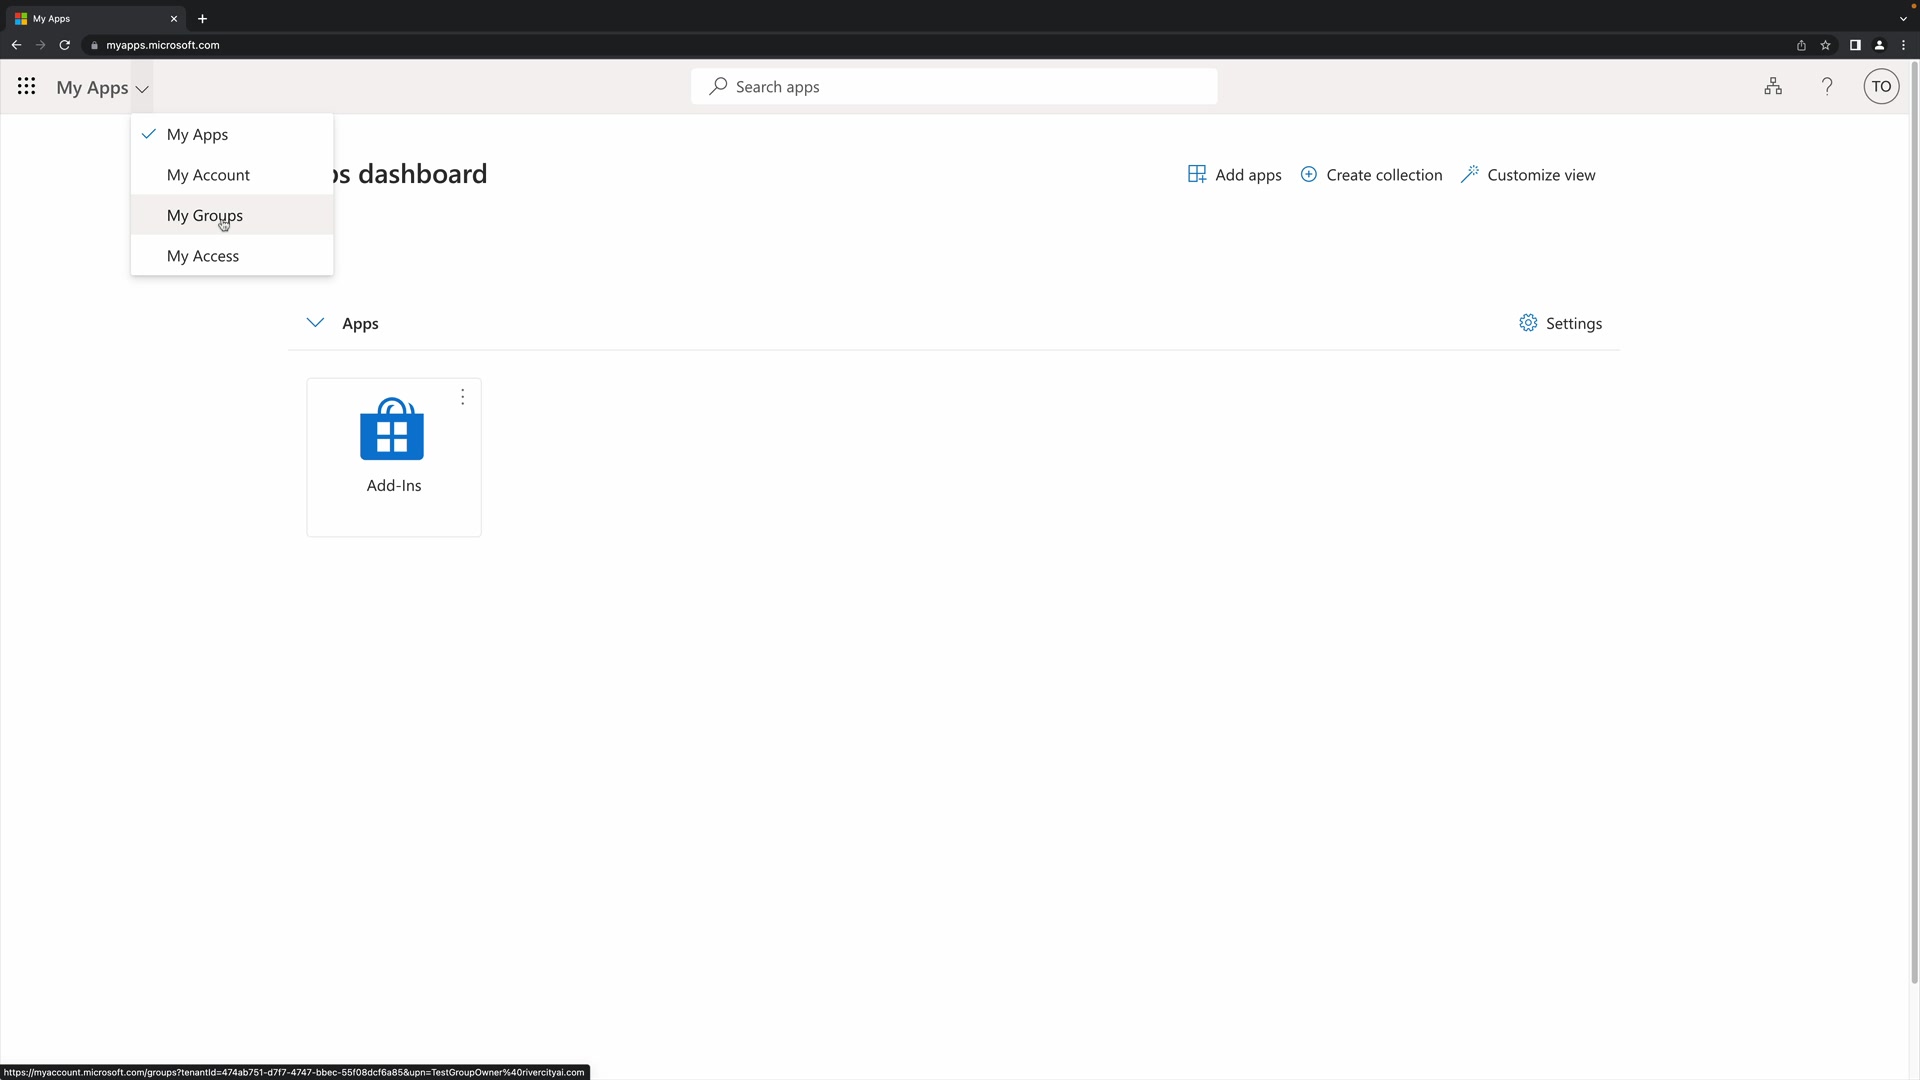 My Apps
myapps.microsoft.com
My Apps
Search apps
?
TO
My Apps
My Account
My Groups
My Access
ps dashboard
Add apps
Create collection
Customize view
Apps
Settings
Add-Ins
https://myaccount.microsoft.com/groups?tenantId=474ab751-d7f7-4747-bbec-55f08dcf6a85&upn=TestGroupOwner%40rivercityai.com